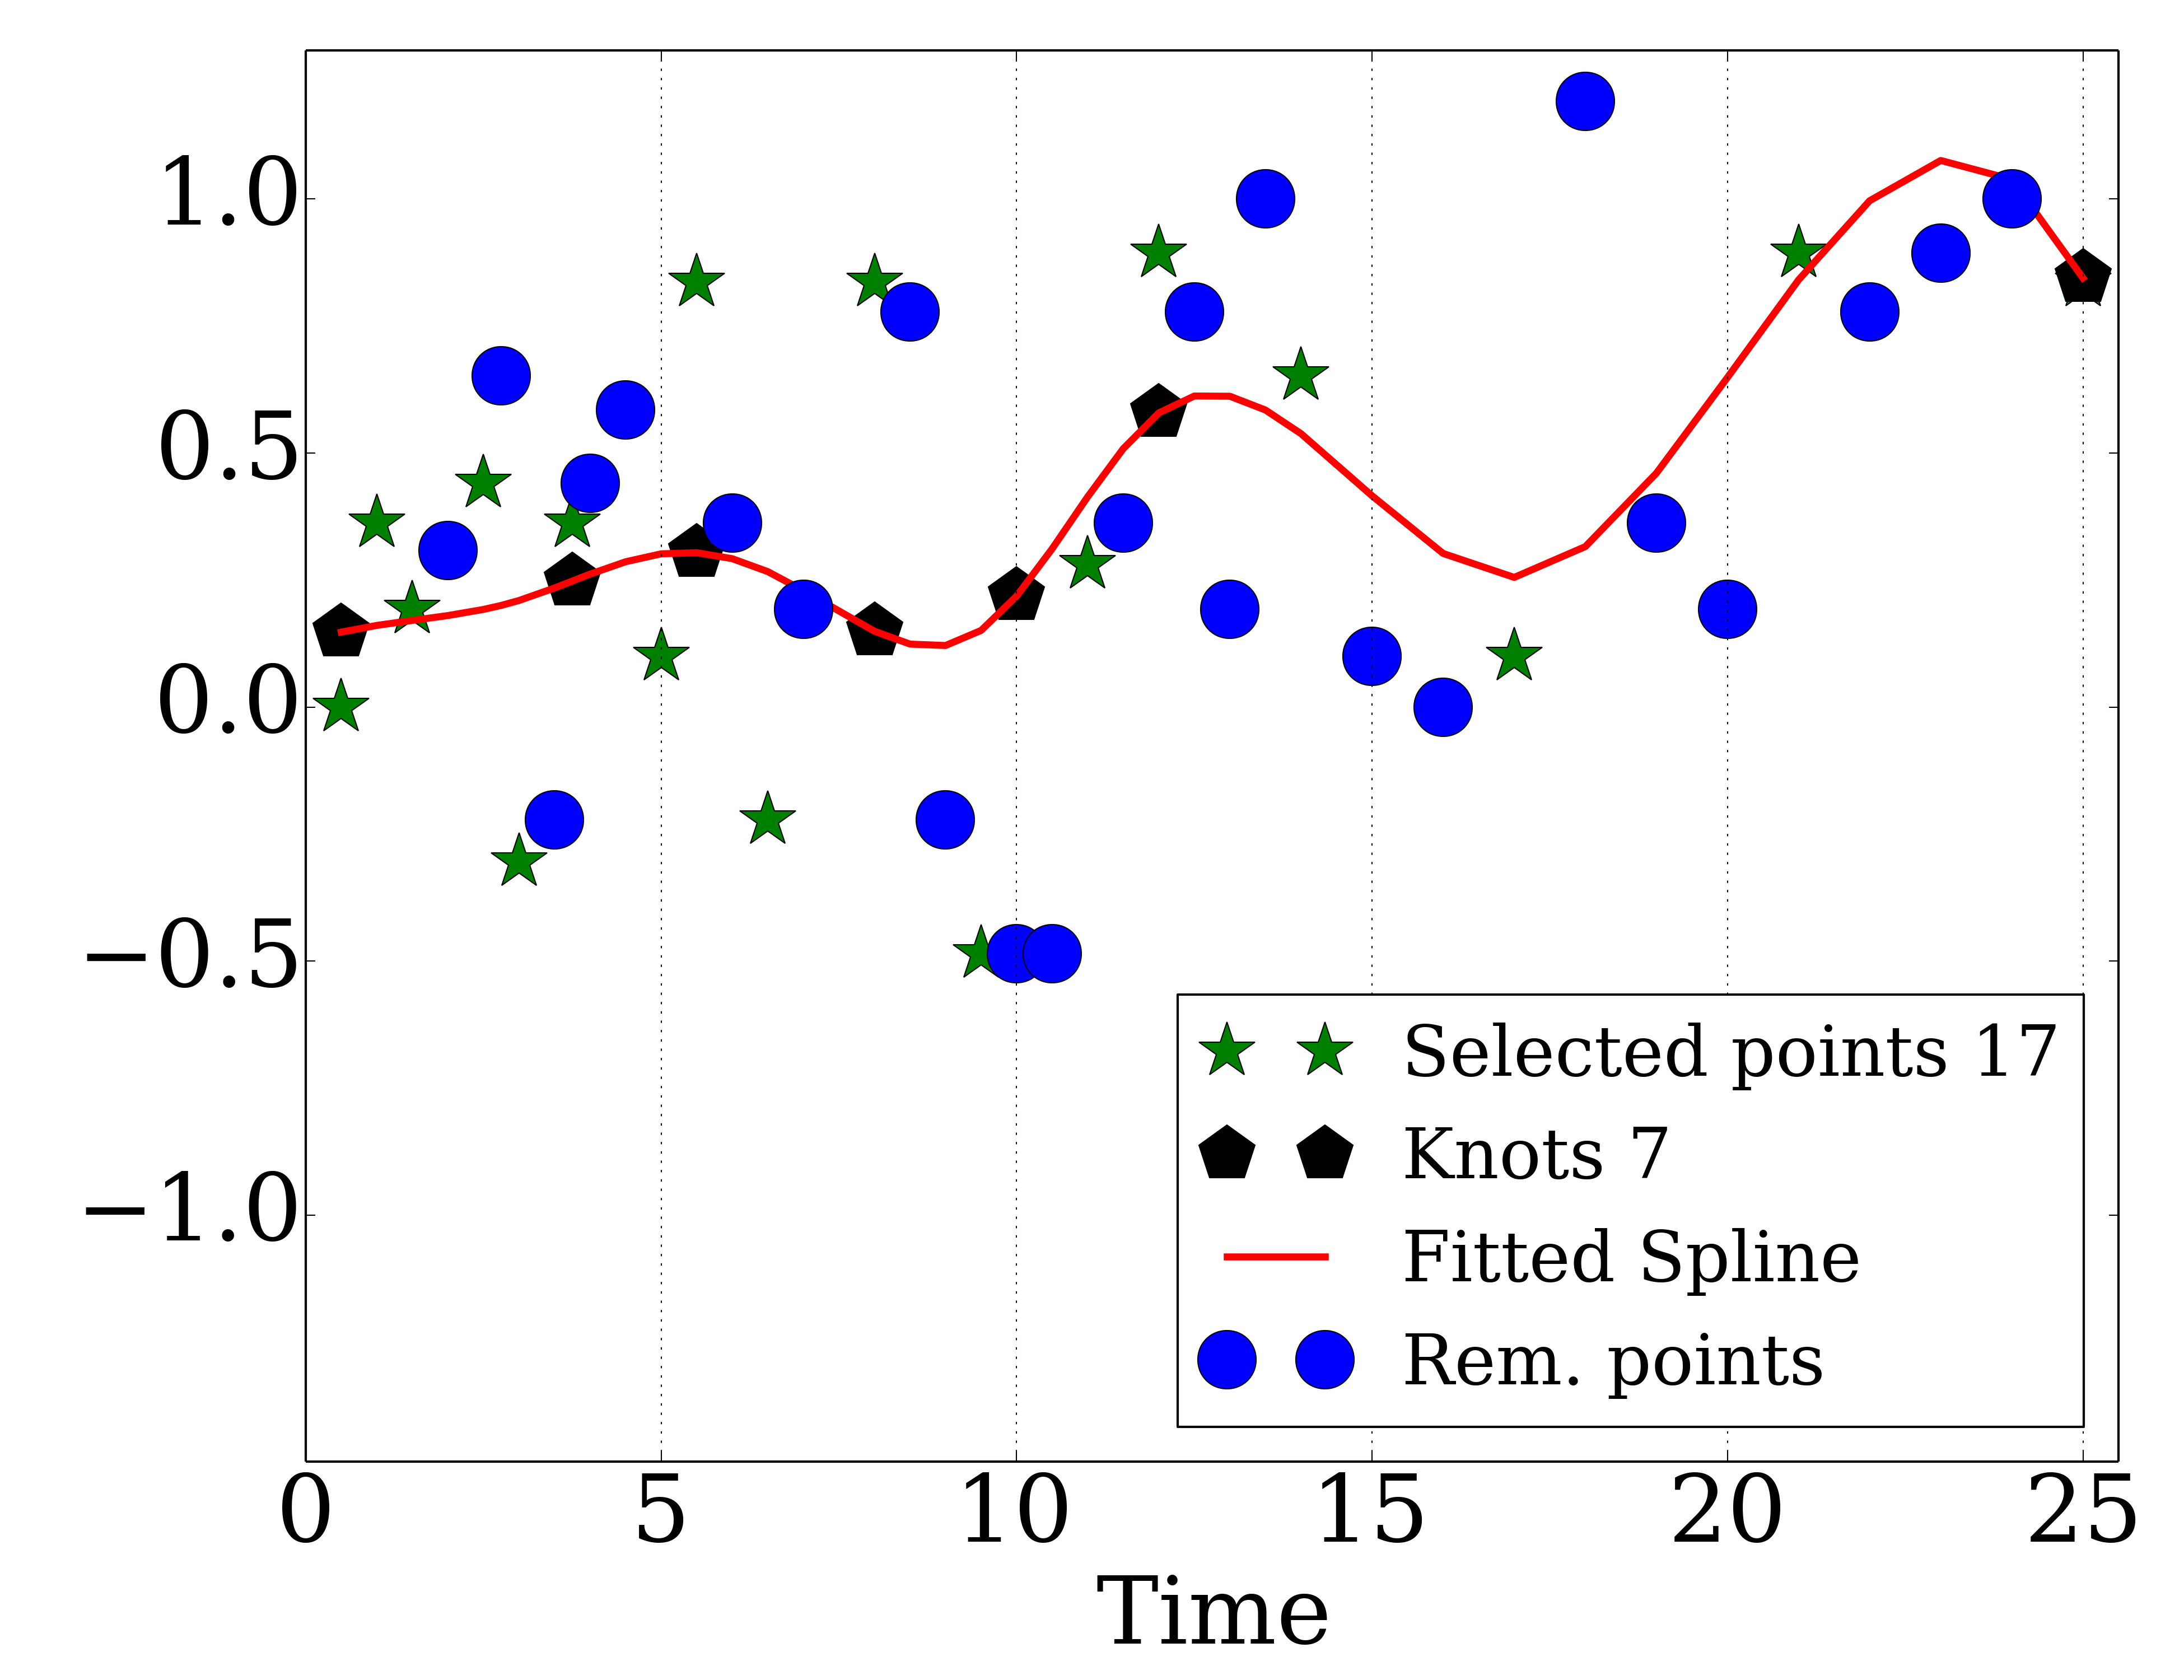 1.0
0.5
0.0
−0.5
−1.0
0 5 10 15 20 25
Time
Selected points 17
Knots 7
Fitted Spline
Rem. points